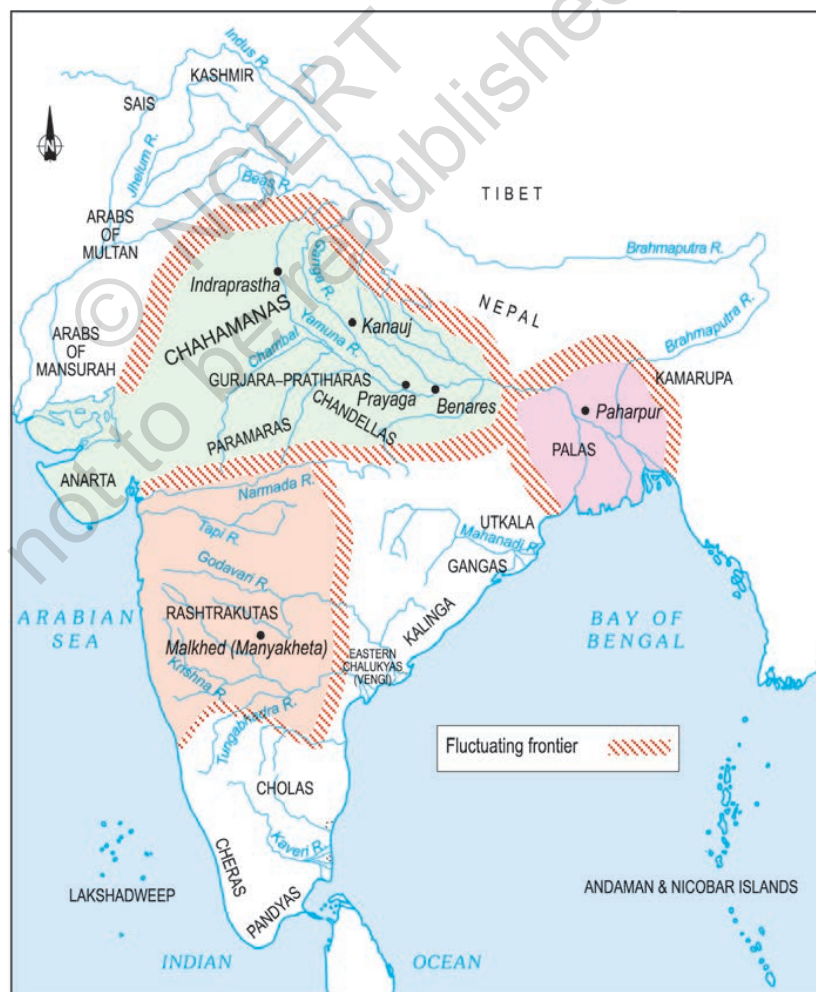 © NCERT
not to be republished
Indus R.
KASHMIR
SAIS
N
Jhelum R.
Beas R.
TIBET
ARABS
OF
MULTAN
Ganga R.
Brahmaputra R.
Indraprastha
NEPAL
CHAHAMANAS
Kanauj
Brahmaputra R.
ARABS
OF
MANSURAH
Chambal
Yamuna R.
KAMARUPA
GURJARA–PRATIHARAS
Prayaga
Benares
Paharpur
CHANDELLAS
PARAMARAS
PALAS
ANARTA
Narmada R.
UTKALA
Tapi R.
Mahanadi R.
GANGAS
Godavari R.
RASHTRAKUTAS
KALINGA
ARABIAN
SEA
BAY OF
BENGAL
Malkhed (Manyakheta)
EASTERN
CHALUKYAS
(VENGI)
Krishna R.
Tungabhadra R.
Fluctuating frontier
CHOLAS
Kaveri R.
CHERAS
LAKSHADWEEP
PANDYAS
ANDAMAN & NICOBAR ISLANDS
INDIAN
OCEAN